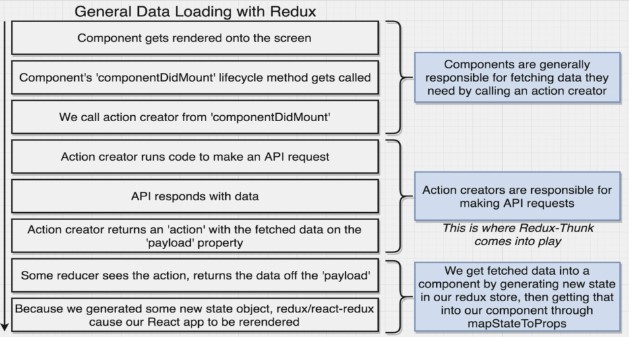 General Data Loading with Redux
Component gets rendered onto the screen
Component's 'componentDidMount' lifecycle method gets called
We call action creator from 'componentDidMount'
Components are generally
responsible for fetching data they
need by calling an action creator
Action creator runs code to make an API request
API responds with data
Action creator returns an 'action' with the fetched data on the
'payload' property
Action creators are responsible for
making API requests
This is where Redux-Thunk
comes into play
Some reducer sees the action, returns the data off the 'payload'
Because we generated some new state object, redux/react-redux
cause our React app to be rerendered
We get fetched data into a
component by generating new state
in our redux store, then getting that
into our component through
mapStateToProps